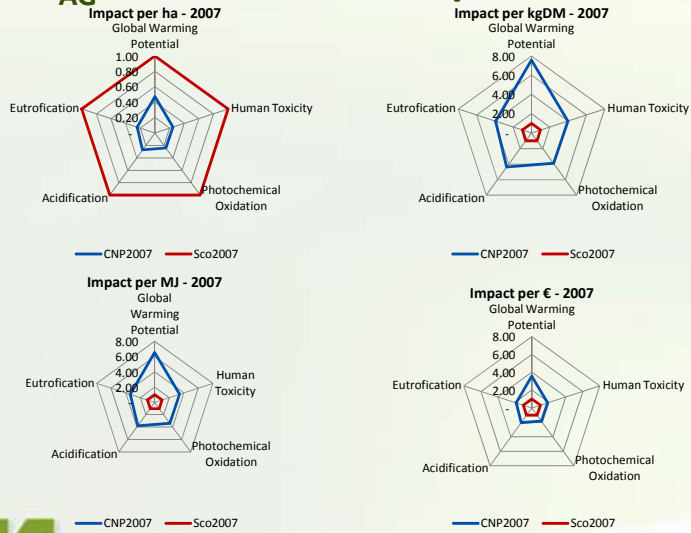 AG
Impact per ha - 2007
Global Warming
Potential
1.00
0.80
0.60
0.40
0.20
-
Eutrofication
Human Toxicity
Acidification
Photochemical
Oxidation
CNP2007 Sco2007
Impact per kgDM - 2007
Global Warming
Potential
8.00
6.00
4.00
2.00
-
Eutrofication
Human Toxicity
Acidification
Photochemical
Oxidation
CNP2007 Sco2007
Impact per MJ - 2007
Global
Warming
Potential
8.00
6.00
4.00
2.00
-
Eutrofication
Human
Toxicity
Acidification
Photochemical
Oxidation
CNP2007 Sco2007
Impact per € - 2007
Global Warming
Potential
8.00
6.00
4.00
2.00
-
Eutrofication
Human Toxicity
Acidification
Photochemical
Oxidation
CNP2007 Sco2007